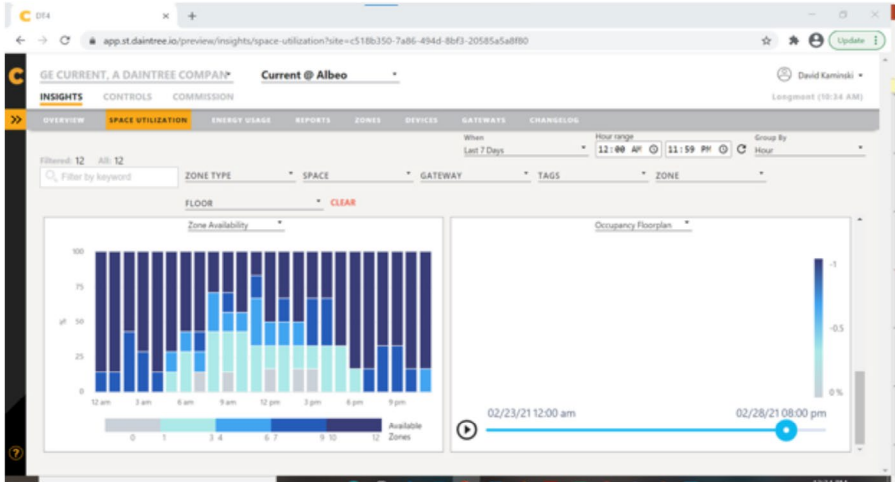 DT4
app.st.daintree.io/preview/insights/space-utilization?site=c518b350-7a86-494d-8bf3-20585a5a8f80
Update
GE CURRENT, A DAINTREE COMPAN
Current @ Albeo
David Kaminski
INSIGHTS CONTROLS COMMISSION
Longmont (10:34 AM)
OVERVIEW SPACE UTILIZATION ENERGY USAGE REPORTS ZONES DEVICES GATEWAYS CHANGELOG
When Hour range Group By
Last 7 Days 12:00 AM 11:59 PM Hour
Filtered: 12 All: 12
Filter by keyword ZONE TYPE SPACE GATEWAY TAGS ZONE
FLOOR CLEAR
Zone Availability
100
75
50
25
0
%
12 am 3 am 6 am 9 am 12 pm 3 pm 6 pm 9 pm
0 1 3 4 6 7 9 10 12
Available
Zones
Occupancy Floorplan
-1
-0.5
0 %
02/23/21 12:00 am 02/28/21 08:00 pm
?